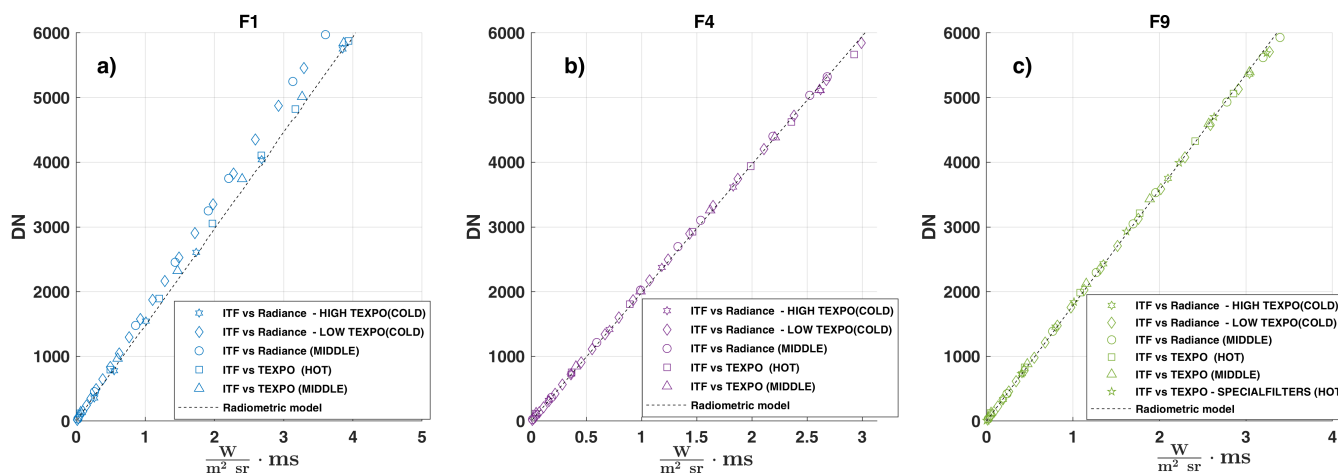 F1
a)
DN
6000
5000
4000
3000
2000
1000
0
0 1 2 3 4 5
W
m² sr · ms
ITF vs Radiance - HIGH TEXPO(COLD)
ITF vs Radiance - LOW TEXPO(COLD)
ITF vs Radiance (MIDDLE)
ITF vs TEXPO (HOT)
ITF vs TEXPO (MIDDLE)
Radiometric model
F4
b)
DN
6000
5000
4000
3000
2000
1000
0
0 0.5 1 1.5 2 2.5 3
W
m² sr · ms
ITF vs Radiance - HIGH TEXPO(COLD)
ITF vs Radiance - LOW TEXPO(COLD)
ITF vs Radiance (MIDDLE)
ITF vs TEXPO (HOT)
ITF vs TEXPO (MIDDLE)
Radiometric model
F9
c)
DN
6000
5000
4000
3000
2000
1000
0
0 1 2 3 4
W
m² sr · ms
ITF vs Radiance - HIGH TEXPO(COLD)
ITF vs Radiance - LOW TEXPO(COLD)
ITF vs Radiance (MIDDLE)
ITF vs TEXPO (HOT)
ITF vs TEXPO (MIDDLE)
ITF vs TEXPO - SPECIALFILTERS (HOT
Radiometric model